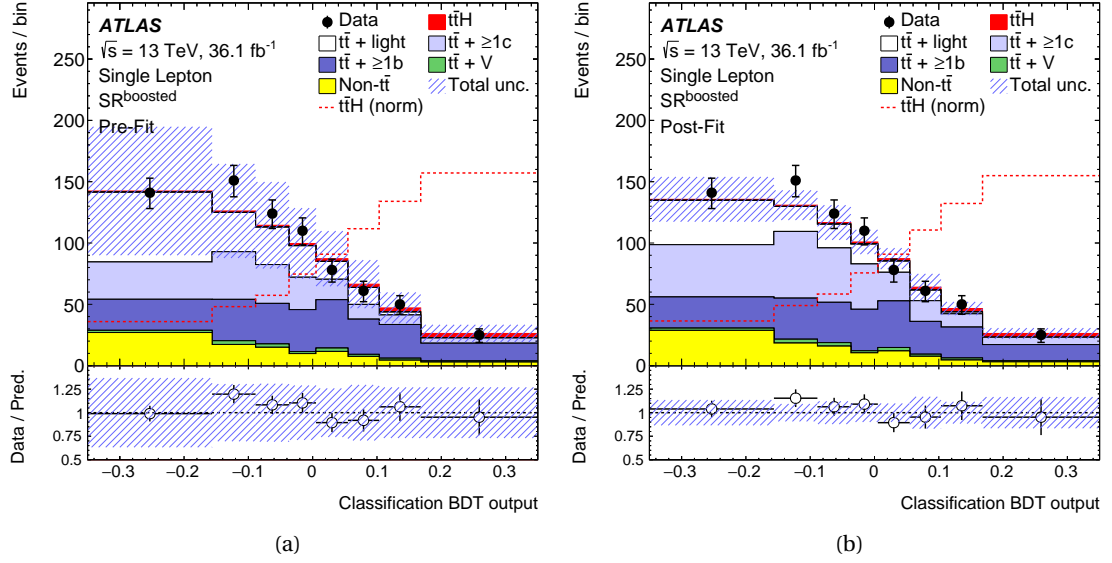 Events / bin
250
200
150
100
50
0
ATLAS
√s = 13 TeV, 36.1 fb⁻¹
Single Lepton
SRboosted
Pre-Fit
Data
tt̄H
tt̄ + light
tt̄ + ≥1c
tt̄ + ≥1b
tt̄ + V
Non-tt̄
Total unc.
tt̄H (norm)
Data / Pred.
1.25
1
0.75
0.5
−0.3 −0.2 −0.1 0 0.1 0.2 0.3
Classification BDT output
(a)
Events / bin
250
200
150
100
50
0
ATLAS
√s = 13 TeV, 36.1 fb⁻¹
Single Lepton
SRboosted
Post-Fit
Data
tt̄H
tt̄ + light
tt̄ + ≥1c
tt̄ + ≥1b
tt̄ + V
Non-tt̄
Total unc.
tt̄H (norm)
Data / Pred.
1.25
1
0.75
0.5
−0.3 −0.2 −0.1 0 0.1 0.2 0.3
Classification BDT output
(b)